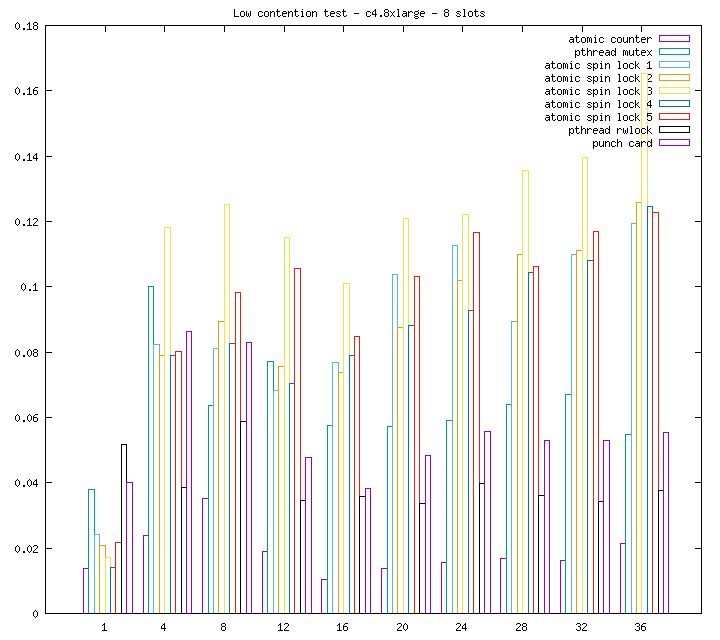 Low contention test - c4.8xlarge - 8 slots
0.18
0.16
0.14
0.12
0.1
0.08
0.06
0.04
0.02
0
atomic counter
pthread mutex
atomic spin lock 1
atomic spin lock 2
atomic spin lock 3
atomic spin lock 4
atomic spin lock 5
pthread rwlock
punch card
1 4 8 12 16 20 24 28 32 36